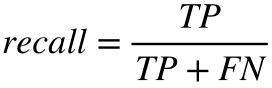 recall = TP / TP + FN